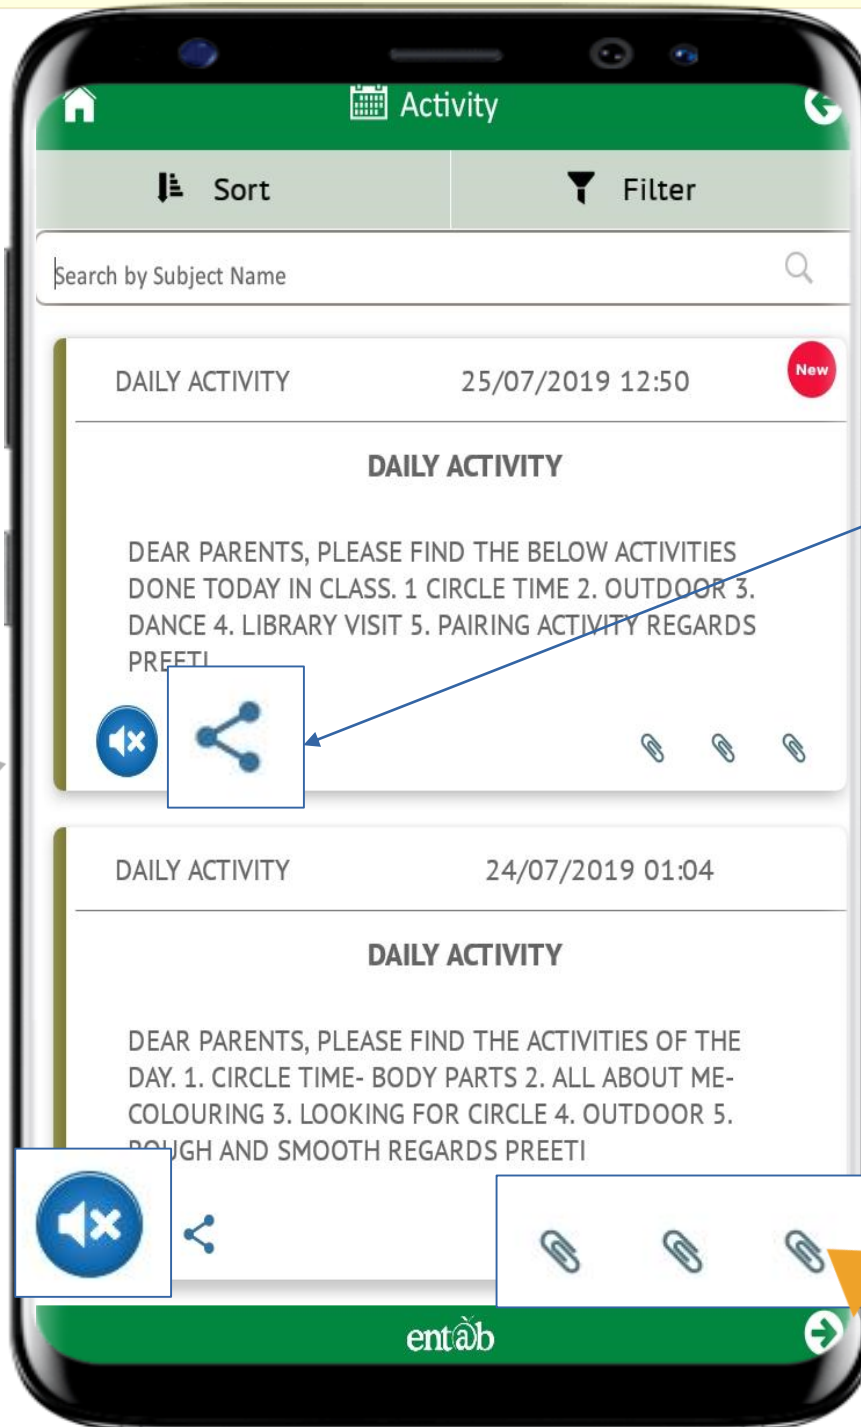 Activity
Sort Filter
Search by Subject Name
DAILY ACTIVITY 25/07/2019 12:50 New
DAILY ACTIVITY
DEAR PARENTS, PLEASE FIND THE BELOW ACTIVITIES
DONE TODAY IN CLASS. 1 CIRCLE TIME 2. OUTDOOR 3.
DANCE 4. LIBRARY VISIT 5. PAIRING ACTIVITY REGARDS
PREETI
DAILY ACTIVITY 24/07/2019 01:04
DAILY ACTIVITY
DEAR PARENTS, PLEASE FIND THE ACTIVITIES OF THE
DAY. 1. CIRCLE TIME- BODY PARTS 2. ALL ABOUT ME-
COLOURING 3. LOOKING FOR CIRCLE 4. OUTDOOR 5.
ROUGH AND SMOOTH REGARDS PREETI
entab